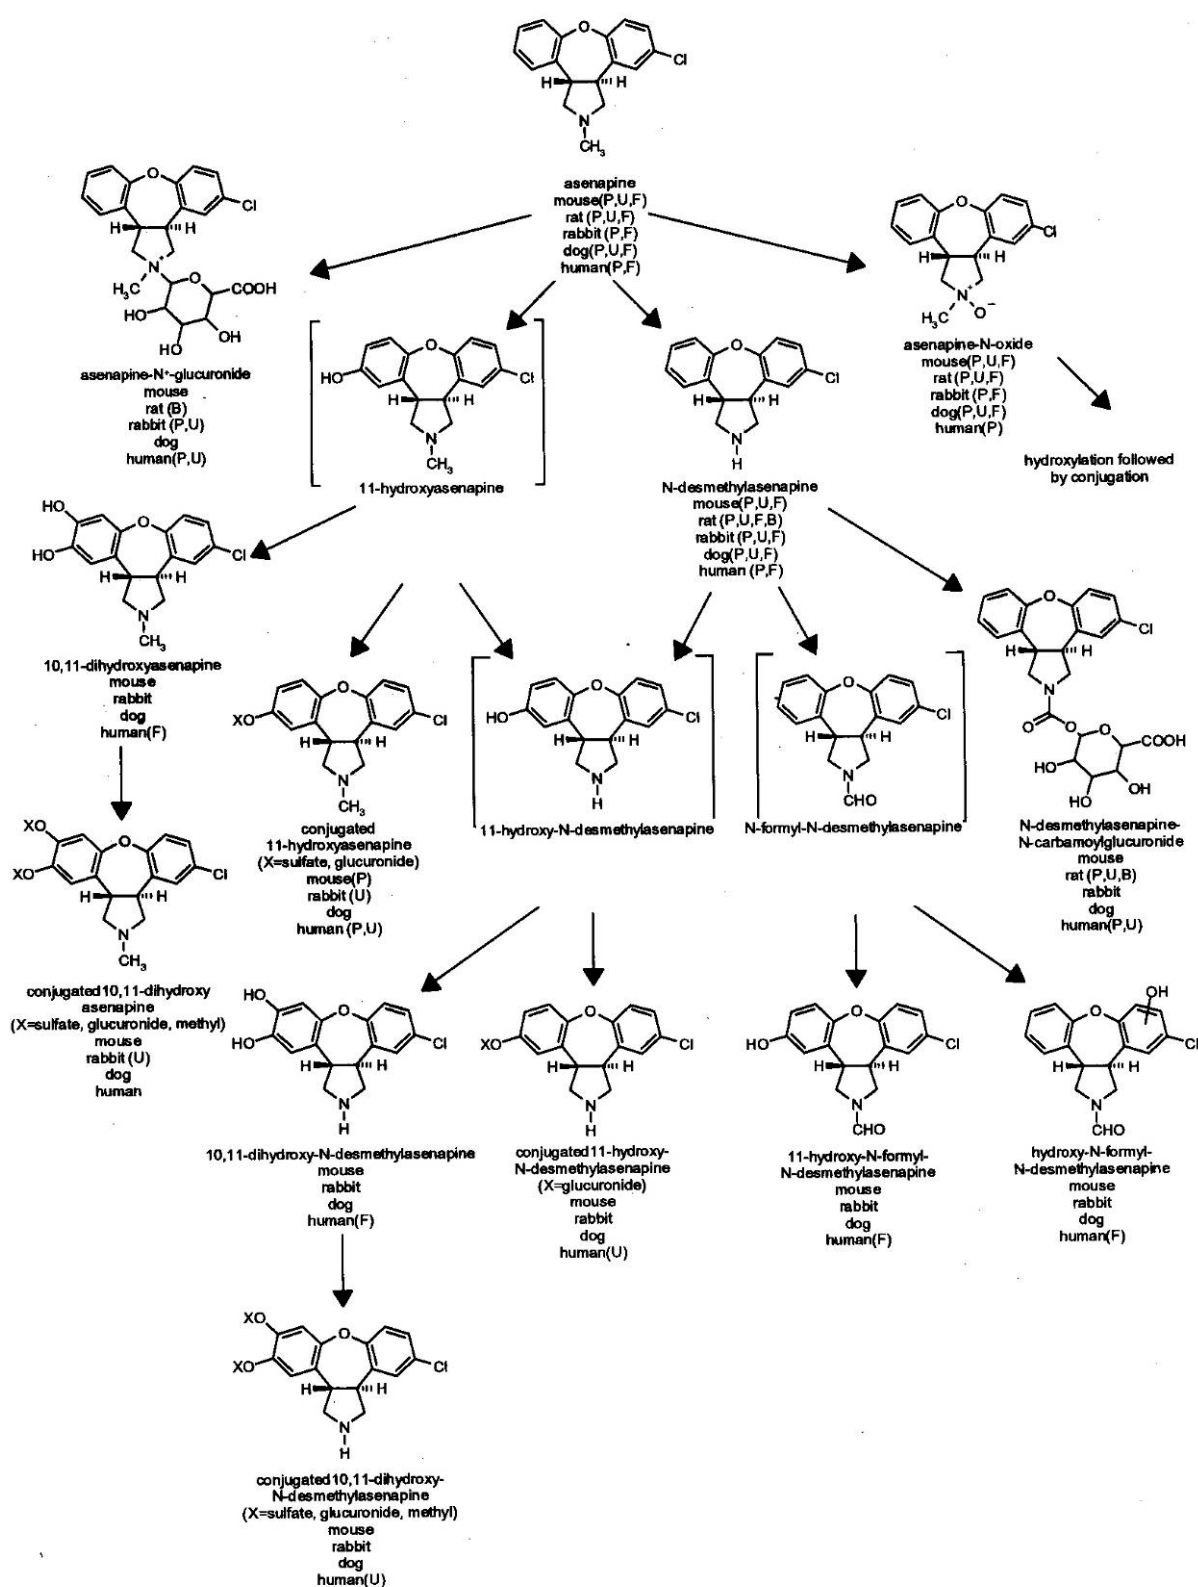 O
Cl
H
H
N
CH₃
asenapine
mouse(P,U,F)
rat (P,U,F)
rabbit (P,F)
dog(P,U,F)
human(P,F)
O
Cl
H
H
N⁺
H₃C
O
COOH
HO
HO
OH
asenapine-N⁺-glucuronide
mouse
rat (B)
rabbit (P,U)
dog
human(P,U)
O
HO
Cl
H
H
N
CH₃
11-hydroxyasenapine
O
Cl
H
H
N
H
N-desmethylasenapine
mouse(P,U,F)
rat (P,U,F,B)
rabbit (P,U,F)
dog(P,U,F)
human (P,F)
O
Cl
H
H
N⁺
H₃C
O⁻
asenapine-N-oxide
mouse(P,U,F)
rat (P,U,F)
rabbit (P,F)
dog(P,U,F)
human(P)
hydroxylation followed
by conjugation
HO
HO
O
Cl
H
H
N
CH₃
10,11-dihydroxyasenapine
mouse
rabbit
dog
human(F)
O
XO
Cl
H
H
N
CH₃
conjugated
11-hydroxyasenapine
(X=sulfate, glucuronide)
mouse(P)
rabbit (U)
dog
human (P,U)
O
HO
Cl
H
H
N
H
11-hydroxy-N-desmethylasenapine
O
Cl
H
H
N
CHO
N-formyl-N-desmethylasenapine
O
Cl
H
H
N
O
O
O
COOH
HO
HO
OH
N-desmethylasenapine-
N-carbamoylglucuronide
mouse
rat (P,U,B)
rabbit
dog
human(P,U)
XO
XO
O
Cl
H
H
N
CH₃
conjugated10,11-dihydroxy
asenapine
(X=sulfate, glucuronide, methyl)
mouse
rabbit (U)
dog
human
HO
HO
O
Cl
H
H
N
H
10,11-dihydroxy-N-desmethylasenapine
mouse
rabbit
dog
human(F)
O
XO
Cl
H
H
N
H
conjugated11-hydroxy-
N-desmethylasenapine
(X=glucuronide)
mouse
rabbit
dog
human(U)
O
HO
Cl
H
H
N
CHO
11-hydroxy-N-formyl-
N-desmethylasenapine
mouse
rabbit
dog
human(F)
OH
O
Cl
H
H
N
CHO
hydroxy-N-formyl-
N-desmethylasenapine
mouse
rabbit
dog
human(F)
XO
XO
O
Cl
H
H
N
H
conjugated10,11-dihydroxy-
N-desmethylasenapine
(X=sulfate, glucuronide, methyl)
mouse
rabbit
dog
human(U)